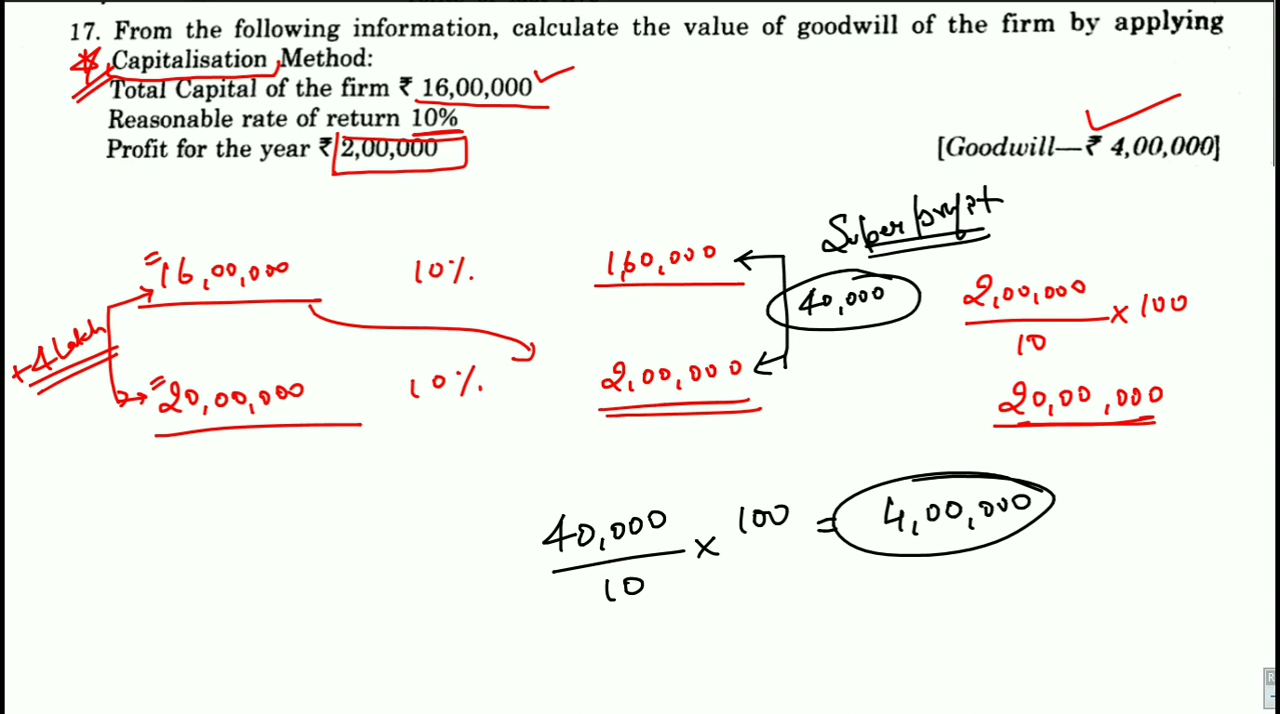 17. From the following information, calculate the value of goodwill of the firm by applying
Capitalisation Method:
Total Capital of the firm ₹ 16,00,000
Reasonable rate of return 10%
Profit for the year ₹ 2,00,000
[Goodwill—₹ 4,00,000]
Super profit
=16,00,000 10% 1,60,000
40,000
2,00,000 × 100
10
+4 lakh
=20,00,000 10% 2,00,000
20,00,000
40,000 × 100 = 4,00,000
10